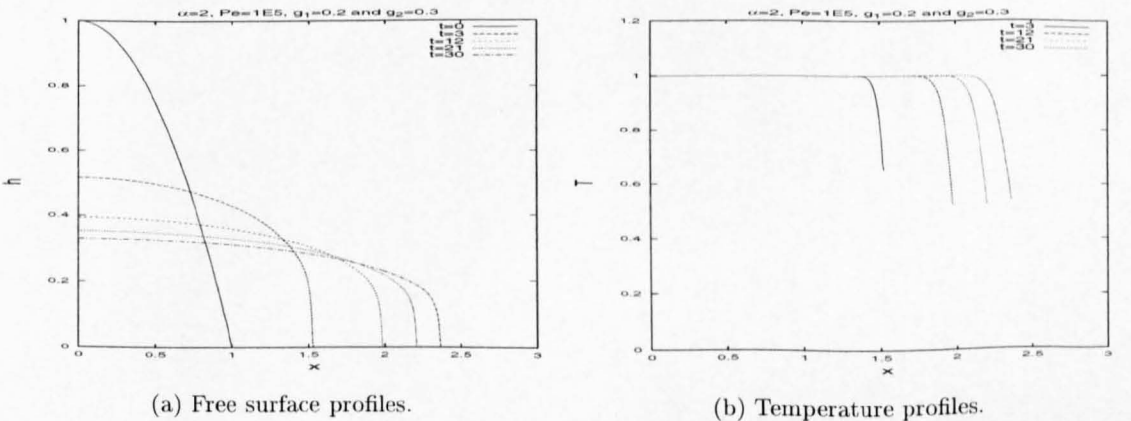 α=2, Pe=1E5, g₁=0.2 and g₂=0.3
t=0
t=3
t=12
t=21
t=30
1
0.8
0.6
0.4
0.2
0
h
0
0.5
1
1.5
2
2.5
3
x
(a) Free surface profiles.
α=2, Pe=1E5, g₁=0.2 and g₂=0.3
t=3
t=12
t=21
t=30
1.2
1
0.8
0.6
0.4
0.2
0
T
0
0.5
1
1.5
2
2.5
3
x
(b) Temperature profiles.